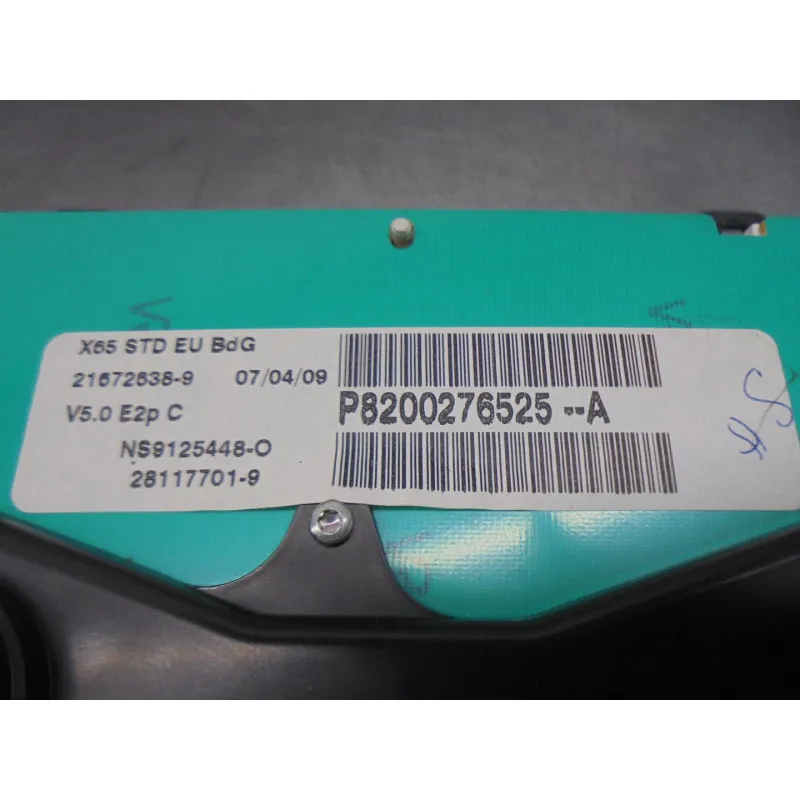 X65 STD EU BdG
21672638-9 07/04/09
V5.0 E2p C
P8200276525--A
NS9125448-O
28117701-9